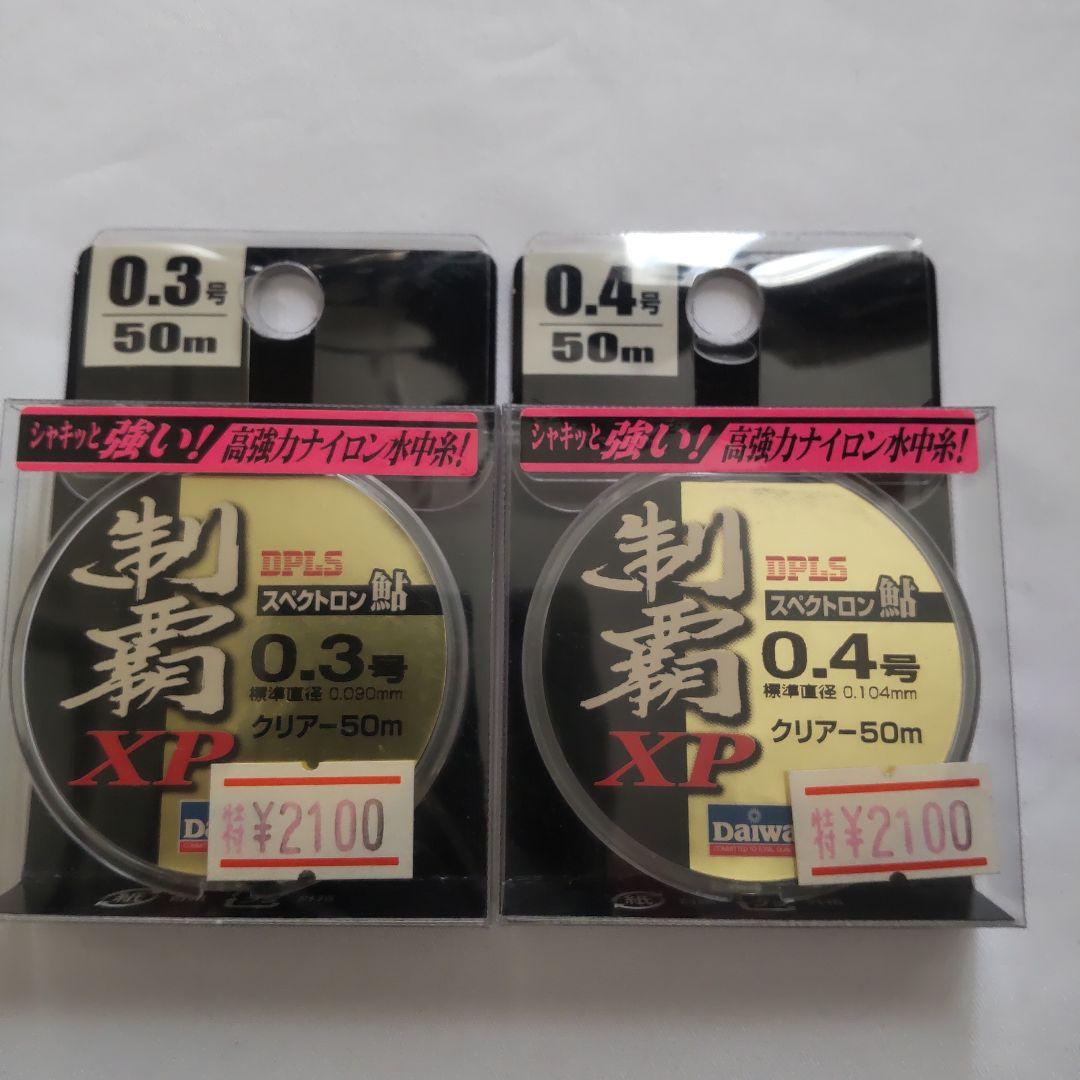 0.3号
50m
シャキッと強い!高強力ナイロン水中糸!
制覇
XP
DPLS
スペクトロン鮎
0.3号
標準直径 0.090mm
クリアー50m
特¥2100
0.4号
50m
シャキッと強い!高強力ナイロン水中糸!
制覇
XP
DPLS
スペクトロン鮎
0.4号
標準直径 0.104mm
クリアー50m
Daiwa
特¥2100